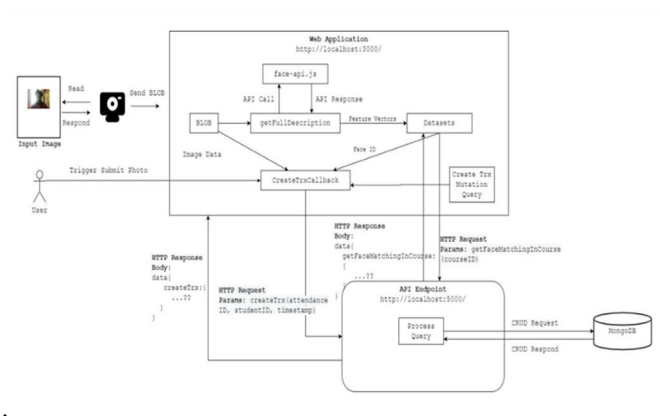 Web Application
http://localhost:3000/
face-api.js
Read
Send BLOB
Respond
Input Image
API Call
API Response
BLOB
getFullDescription
Feature Vectors
Datasets
Image Data
Face ID
Trigger Submit Photo
CreateTrxCallback
Create Trx
Mutation
Query
User
HTTP Response
Body:
data{
getFaceMatchingInCourse:
{
...??
}
}
HTTP Request
Params: getFaceMatchingInCourse
(courseID)
HTTP Response
Body:
data{
createTrx:{
...??
}
}
HTTP Request
Params: createTrx(attendance
ID, studentID, timestamp)
API Endpoint
http://localhost:5000/
Process
Query
CRUD Request
CRUD Respond
MongoDB